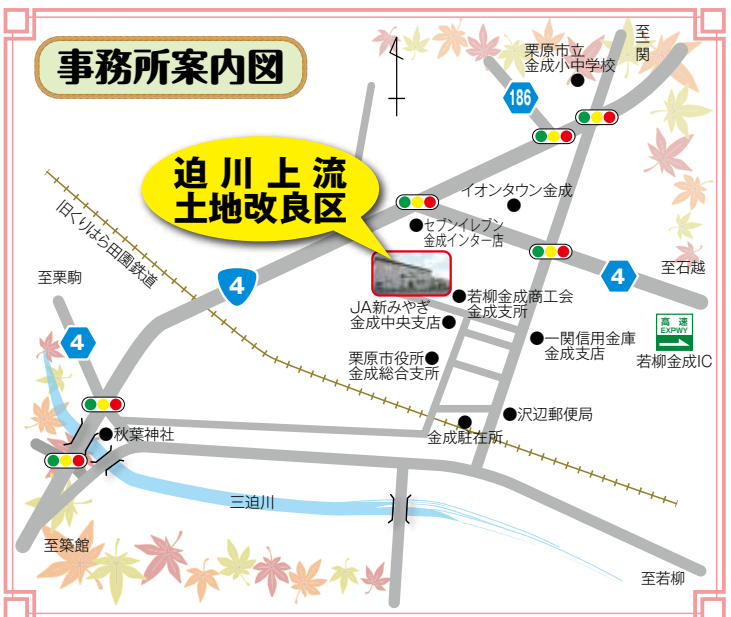 事務所案内図
至一関
栗原市立
金成小中学校
186
迫川上流
土地改良区
イオンタウン金成
セブンイレブン
金成インター店
旧くりはら田園鉄道
至栗駒
4
4
至石越
4
若柳金成商工会
金成支所
JA新みやぎ
金成中央支店
高速
EXPWY
若柳金成IC
一関信用金庫
金成支店
栗原市役所
金成総合支所
沢辺郵便局
金成駐在所
秋葉神社
三迫川
至築館
至若柳